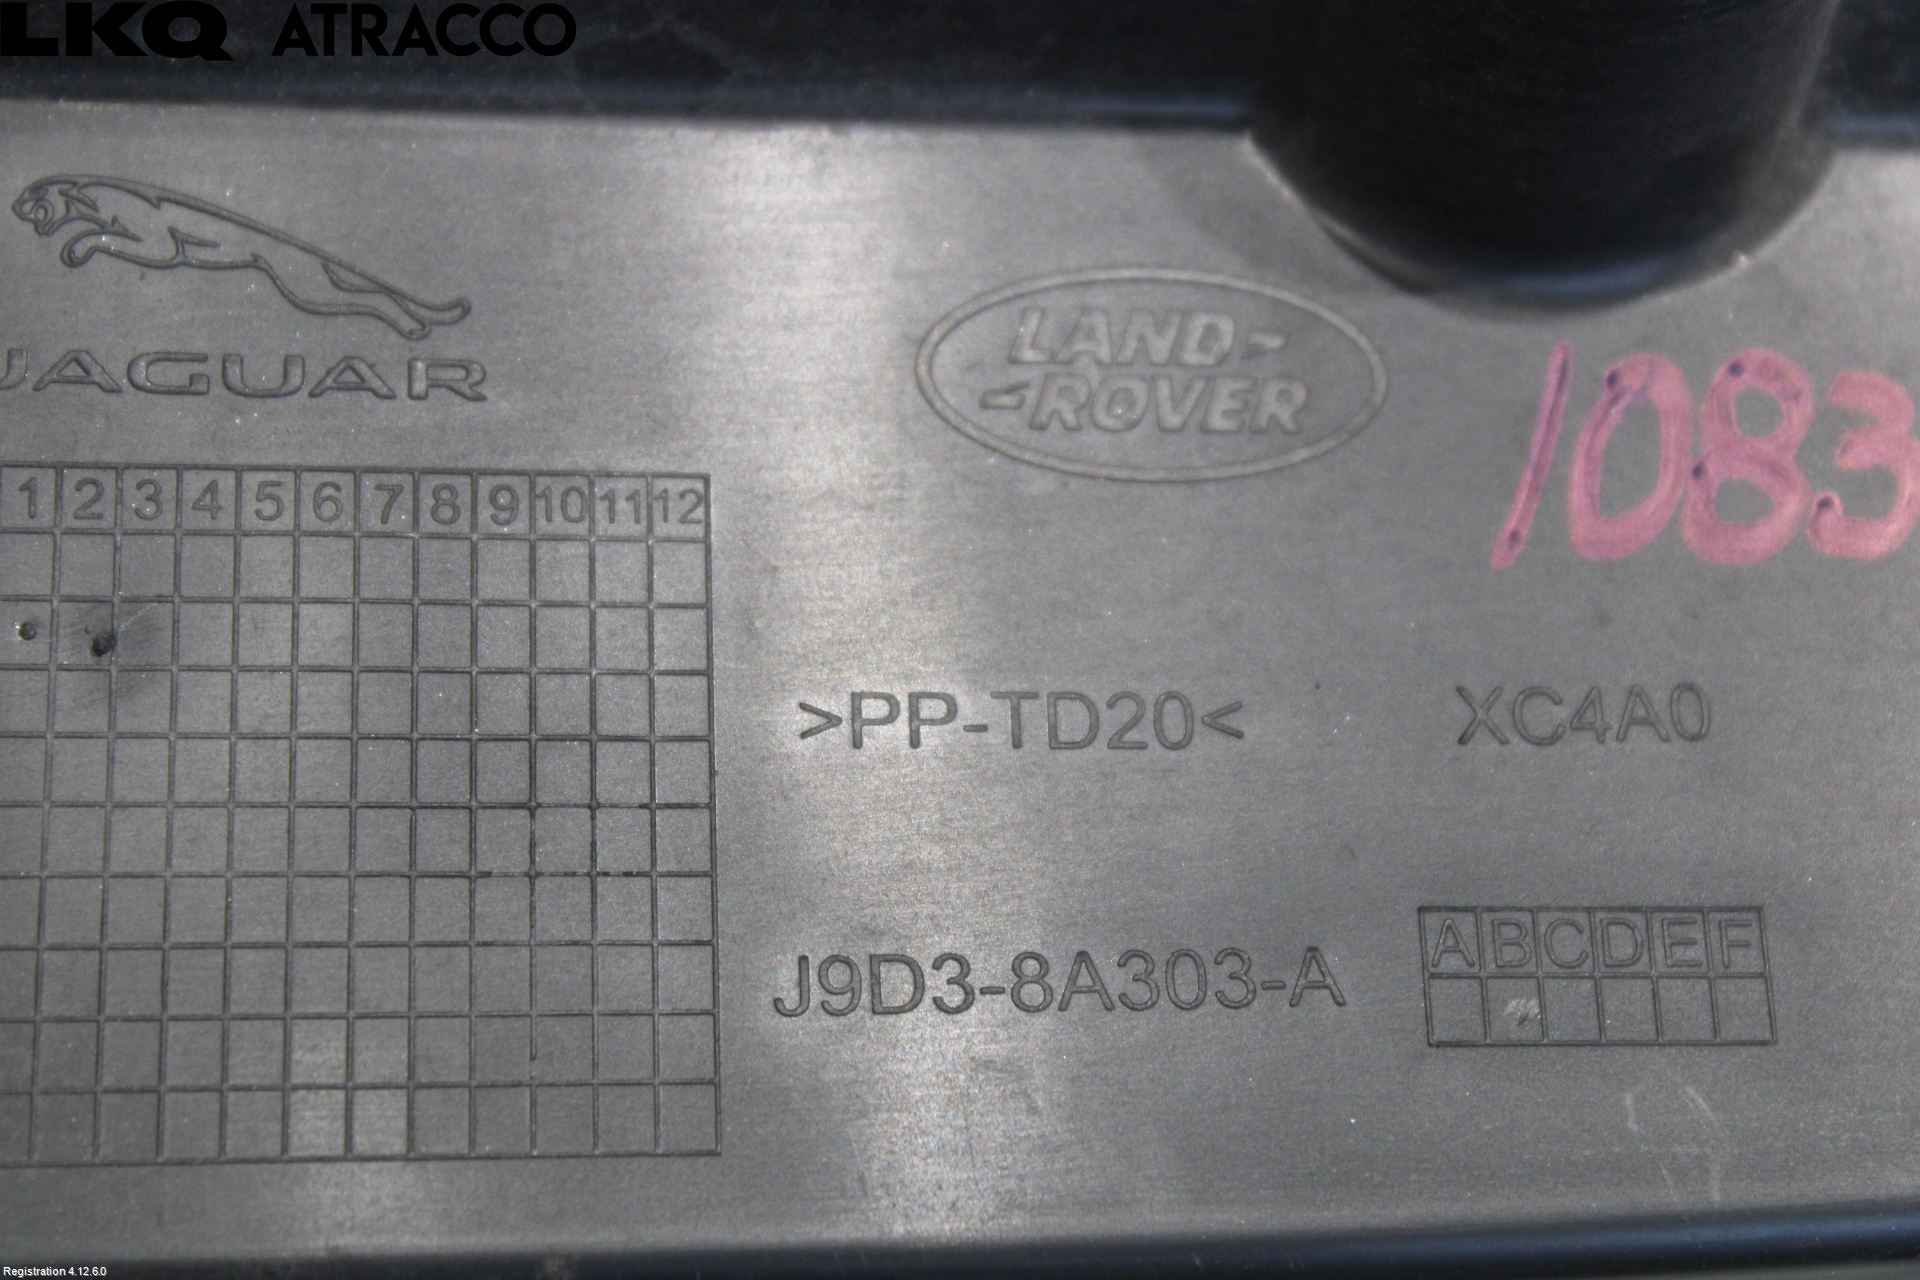 LKQ ATRACCO
JAGUAR
LAND-
-ROVER
1083
1 2 3 4 5 6 7 8 9 10 11 12
>PP-TD20<
XC4A0
J9D3-8A303-A
A B C D E F
Registration 4.12.6.0